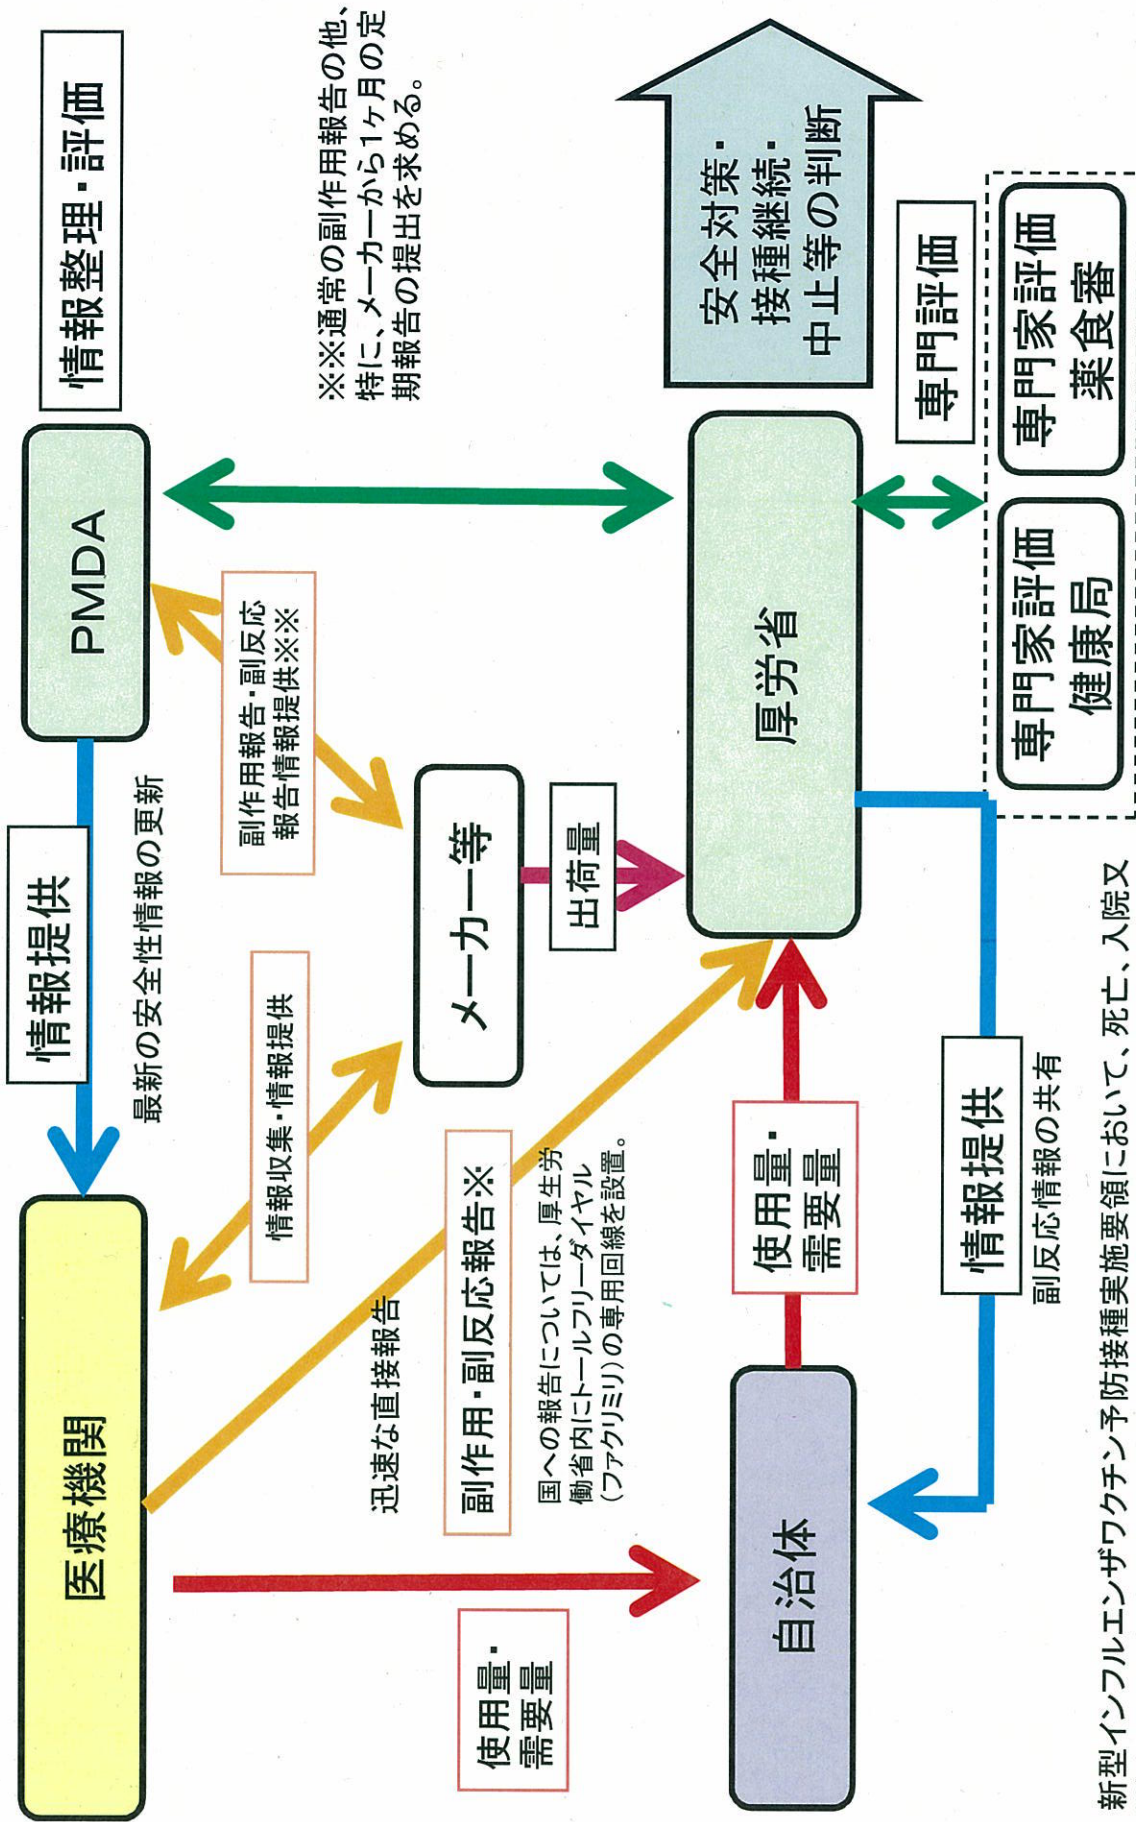 医療機関
情報提供
最新の安全性情報の更新
PMDA
情報整理・評価
情報収集・情報提供
副作用報告・副反応
報告情報提供※※
※※通常の副作用報告の他、
特に、メーカーから1ヶ月の定
期報告の提出を求める。
迅速な直接報告
副作用・副反応報告※
国への報告については、厚生労
働省内にトールフリーダイヤル
(ファクリミリ)の専用回線を設置。
メーカー等
出荷量
使用量・
需要量
自治体
使用量・
需要量
厚労省
安全対策・
接種継続・
中止等の判断
情報提供
副反応情報の共有
専門評価
専門家評価
健康局
専門家評価
薬食審
新型インフルエンザワクチン予防接種実施要領において、死亡、入院又